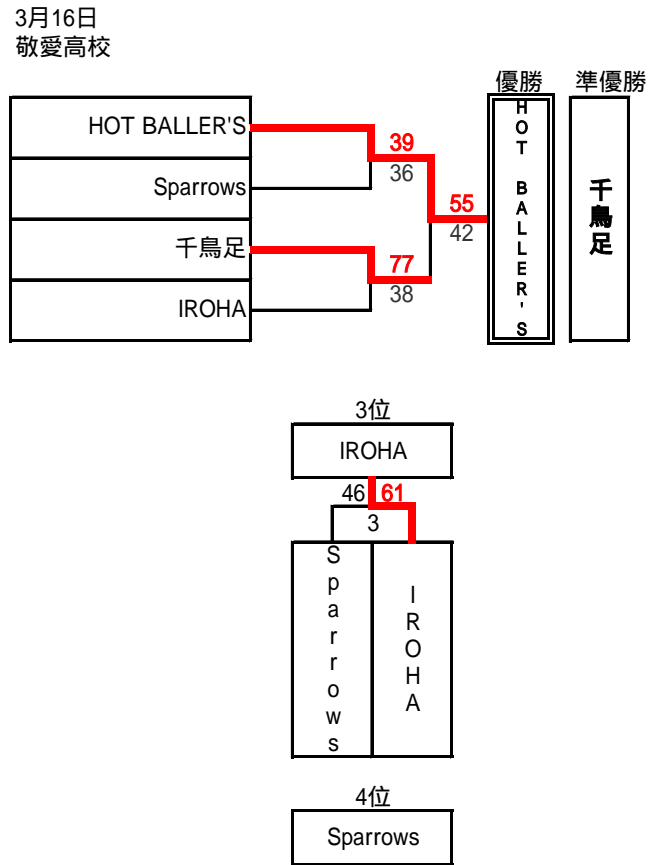 3月16日
敬愛高校
優勝 準優勝
HOT BALLER'S
39
Sparrows
36
55
42
千鳥足
77
IROHA
38
HOT BALLER'S
千鳥足
3位
IROHA
46 61
3
Sparrows
IROHA
4位
Sparrows